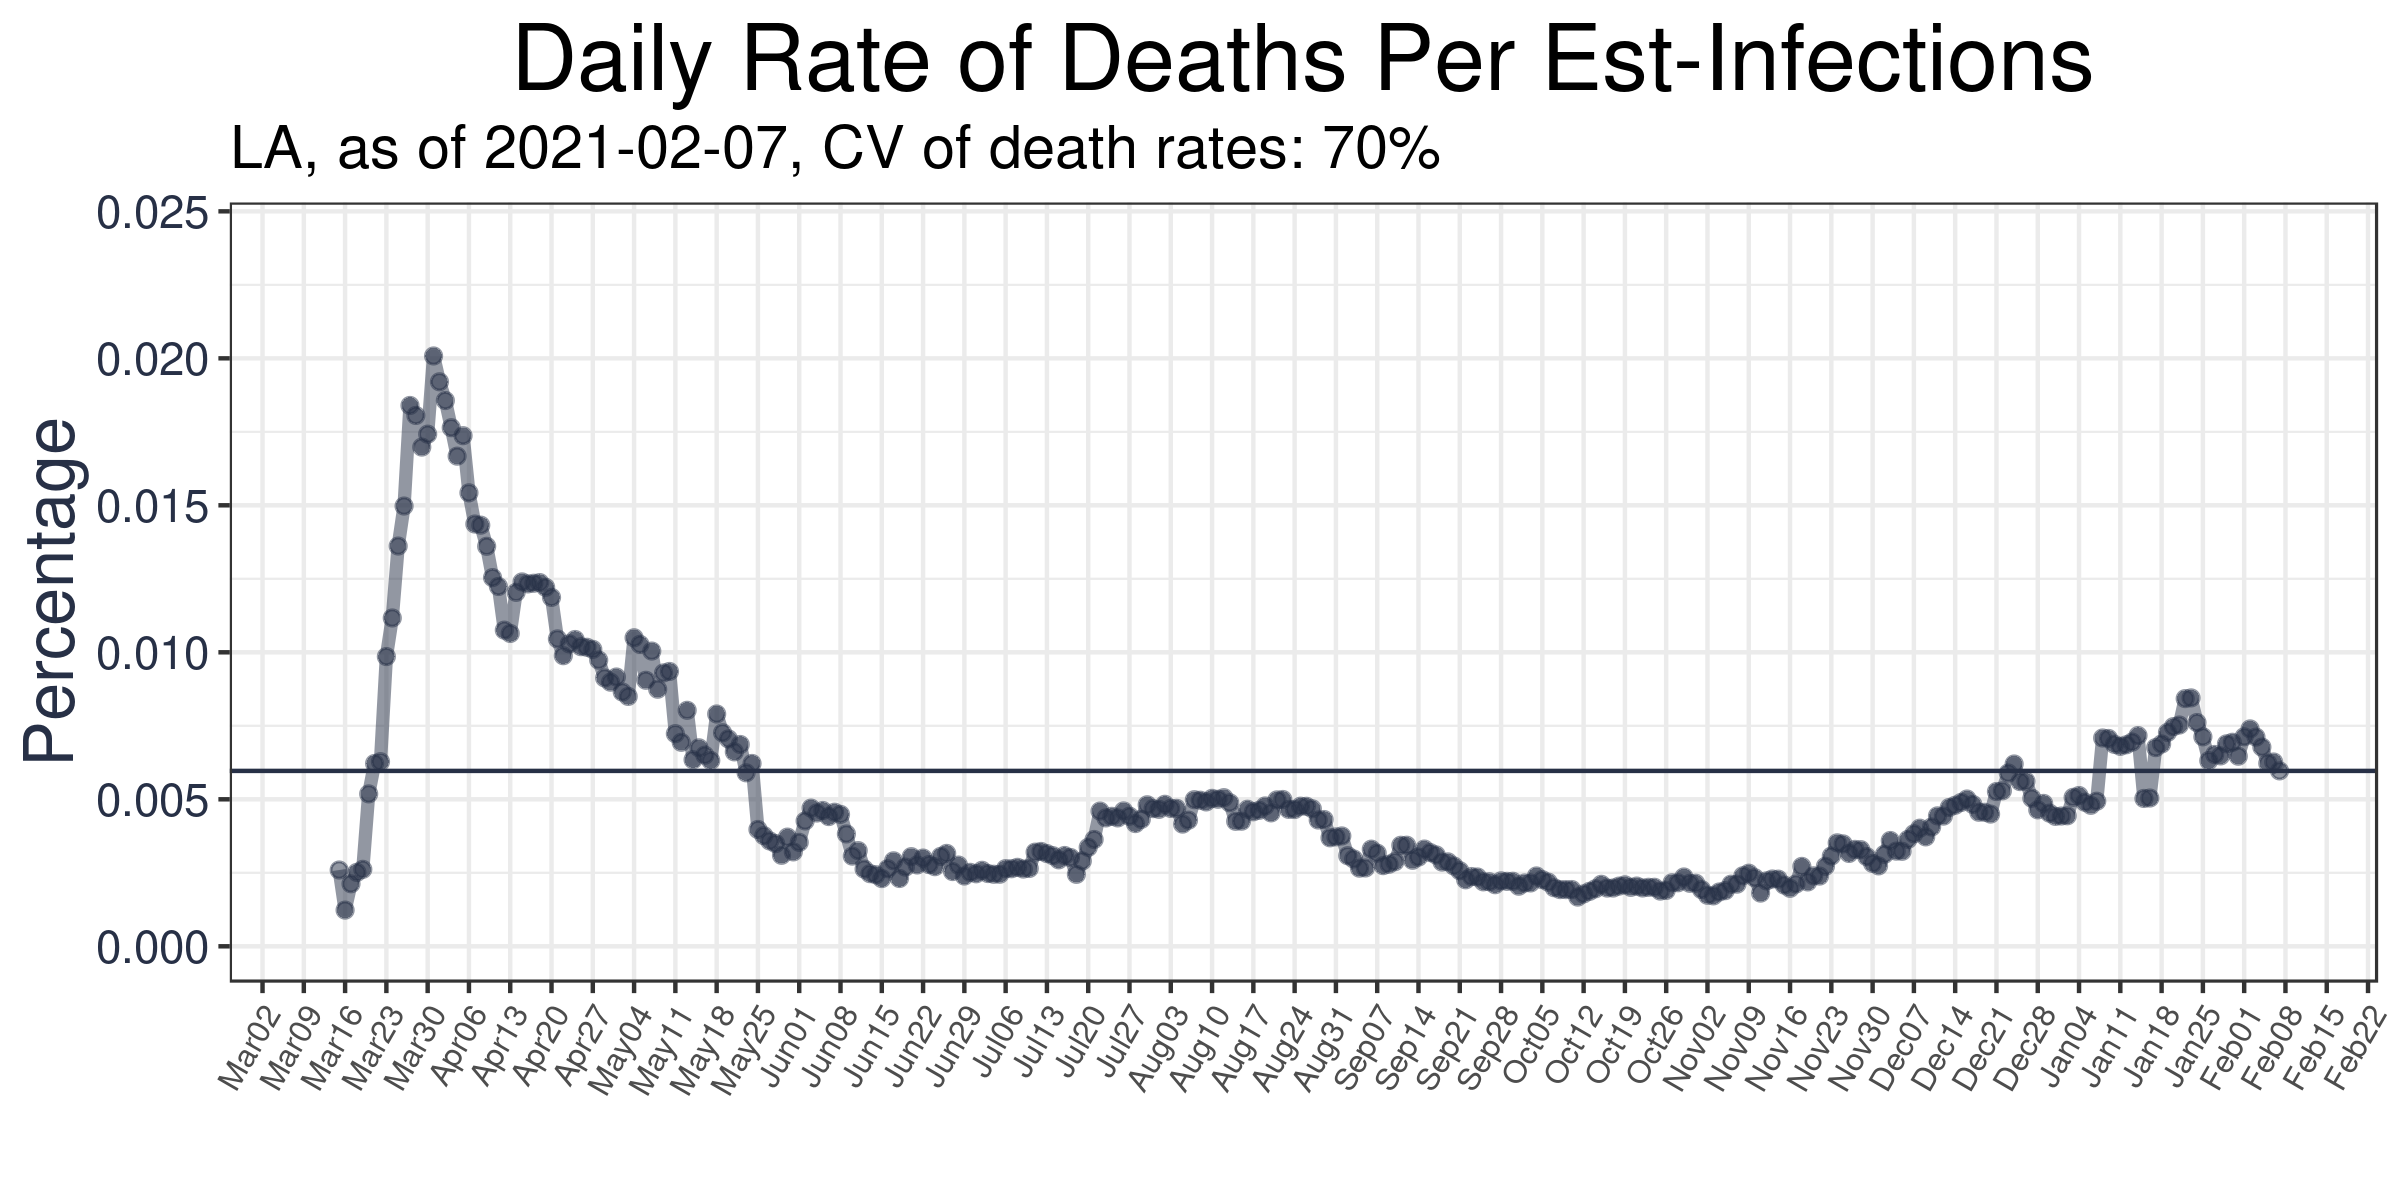 Daily Rate of Deaths Per Est-Infections
LA, as of 2021-02-07, CV of death rates: 70%
Percentage
0.025
0.020
0.015
0.010
0.005
0.000
Mar02
Mar09
Mar16
Mar23
Mar30
Apr06
Apr13
Apr20
Apr27
May04
May11
May18
May25
Jun01
Jun08
Jun15
Jun22
Jun29
Jul06
Jul13
Jul20
Jul27
Aug03
Aug10
Aug17
Aug24
Aug31
Sep07
Sep14
Sep21
Sep28
Oct05
Oct12
Oct19
Oct26
Nov02
Nov09
Nov16
Nov23
Nov30
Dec07
Dec14
Dec21
Dec28
Jan04
Jan11
Jan18
Jan25
Feb01
Feb08
Feb15
Feb22